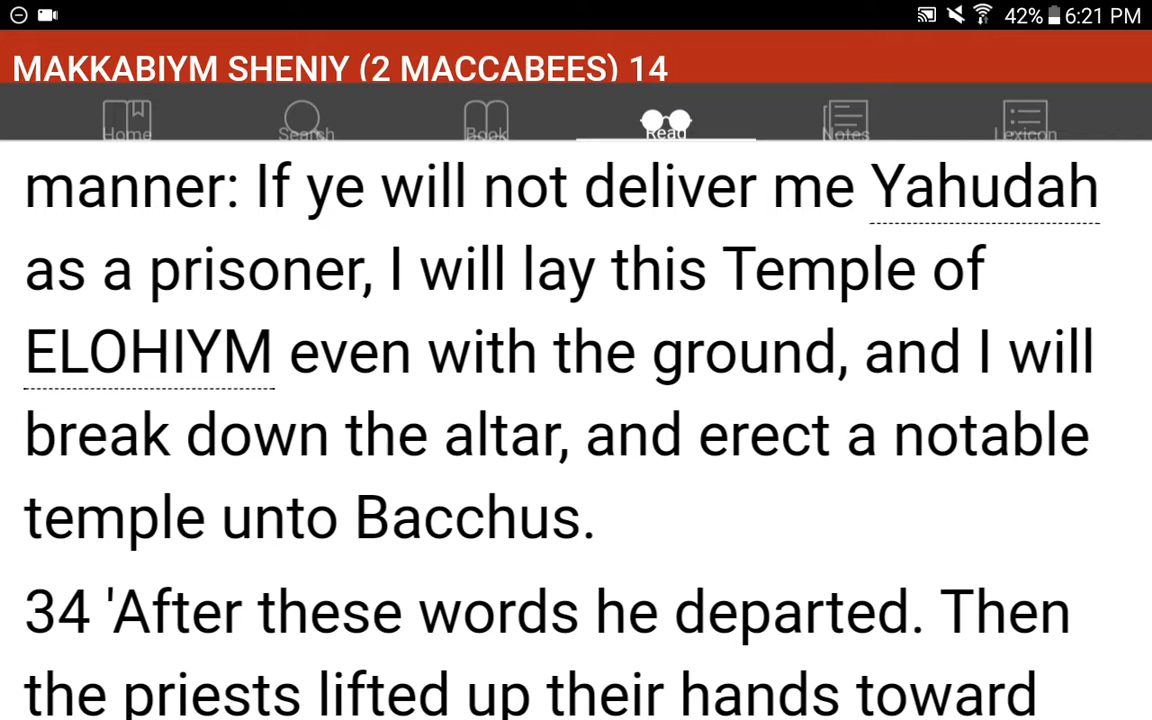 42% 6:21 PM
MAKKABIYM SHENIY (2 MACCABEES) 14
Home Search Book Read Notes Lexicon
manner: If ye will not deliver me Yahudah
as a prisoner, I will lay this Temple of
ELOHIYM even with the ground, and I will
break down the altar, and erect a notable
temple unto Bacchus.
34 'After these words he departed. Then
the priests lifted up their hands toward